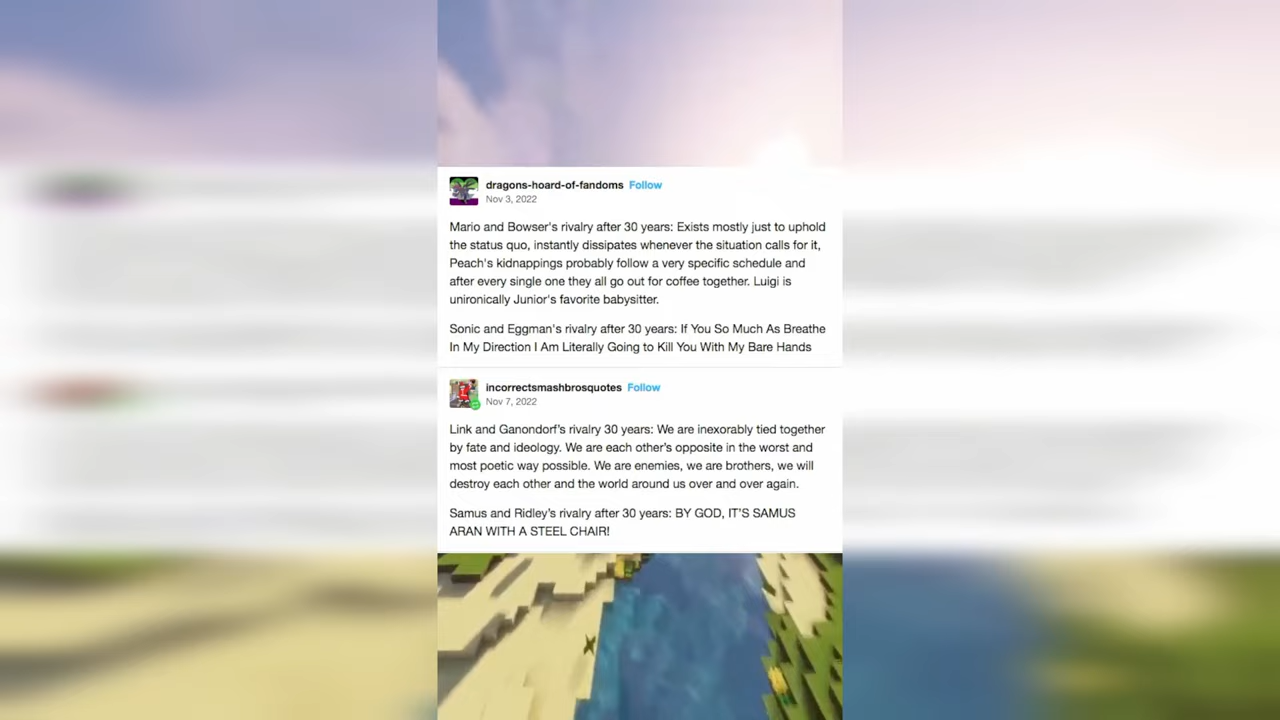 dragons-hoard-of-fandoms Follow
Nov 3, 2022
Mario and Bowser's rivalry after 30 years: Exists mostly just to uphold
the status quo, instantly dissipates whenever the situation calls for it,
Peach's kidnappings probably follow a very specific schedule and
after every single one they all go out for coffee together. Luigi is
unironically Junior's favorite babysitter.
Sonic and Eggman's rivalry after 30 years: If You So Much As Breathe
In My Direction I Am Literally Going to Kill You With My Bare Hands
incorrectsmashbrosquotes Follow
Nov 7, 2022
Link and Ganondorf’s rivalry 30 years: We are inexorably tied together
by fate and ideology. We are each other’s opposite in the worst and
most poetic way possible. We are enemies, we are brothers, we will
destroy each other and the world around us over and over again.
Samus and Ridley’s rivalry after 30 years: BY GOD, IT’S SAMUS
ARAN WITH A STEEL CHAIR!